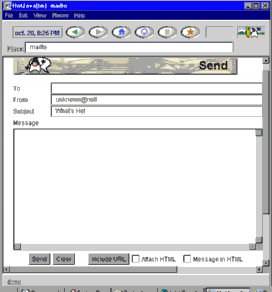 HotJava(tm): mailto
File Edit View Places Help
oct. 20, 8:26 PM
Place: mailto
Send
To
From unknown@nell
Subject What's Hot
Message
Send Clear Include URL Attach HTML Message in HTML
done